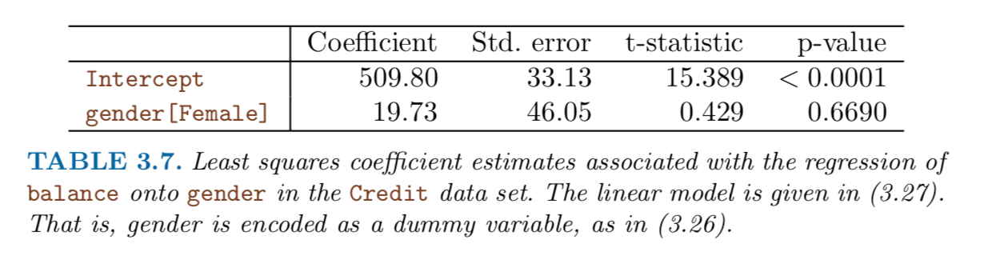 Coefficient Std. error t-statistic p-value
Intercept 509.80 33.13 15.389 < 0.0001
gender[Female] 19.73 46.05 0.429 0.6690
TABLE 3.7. Least squares coefficient estimates associated with the regression of
balance onto gender in the Credit data set. The linear model is given in (3.27).
That is, gender is encoded as a dummy variable, as in (3.26).